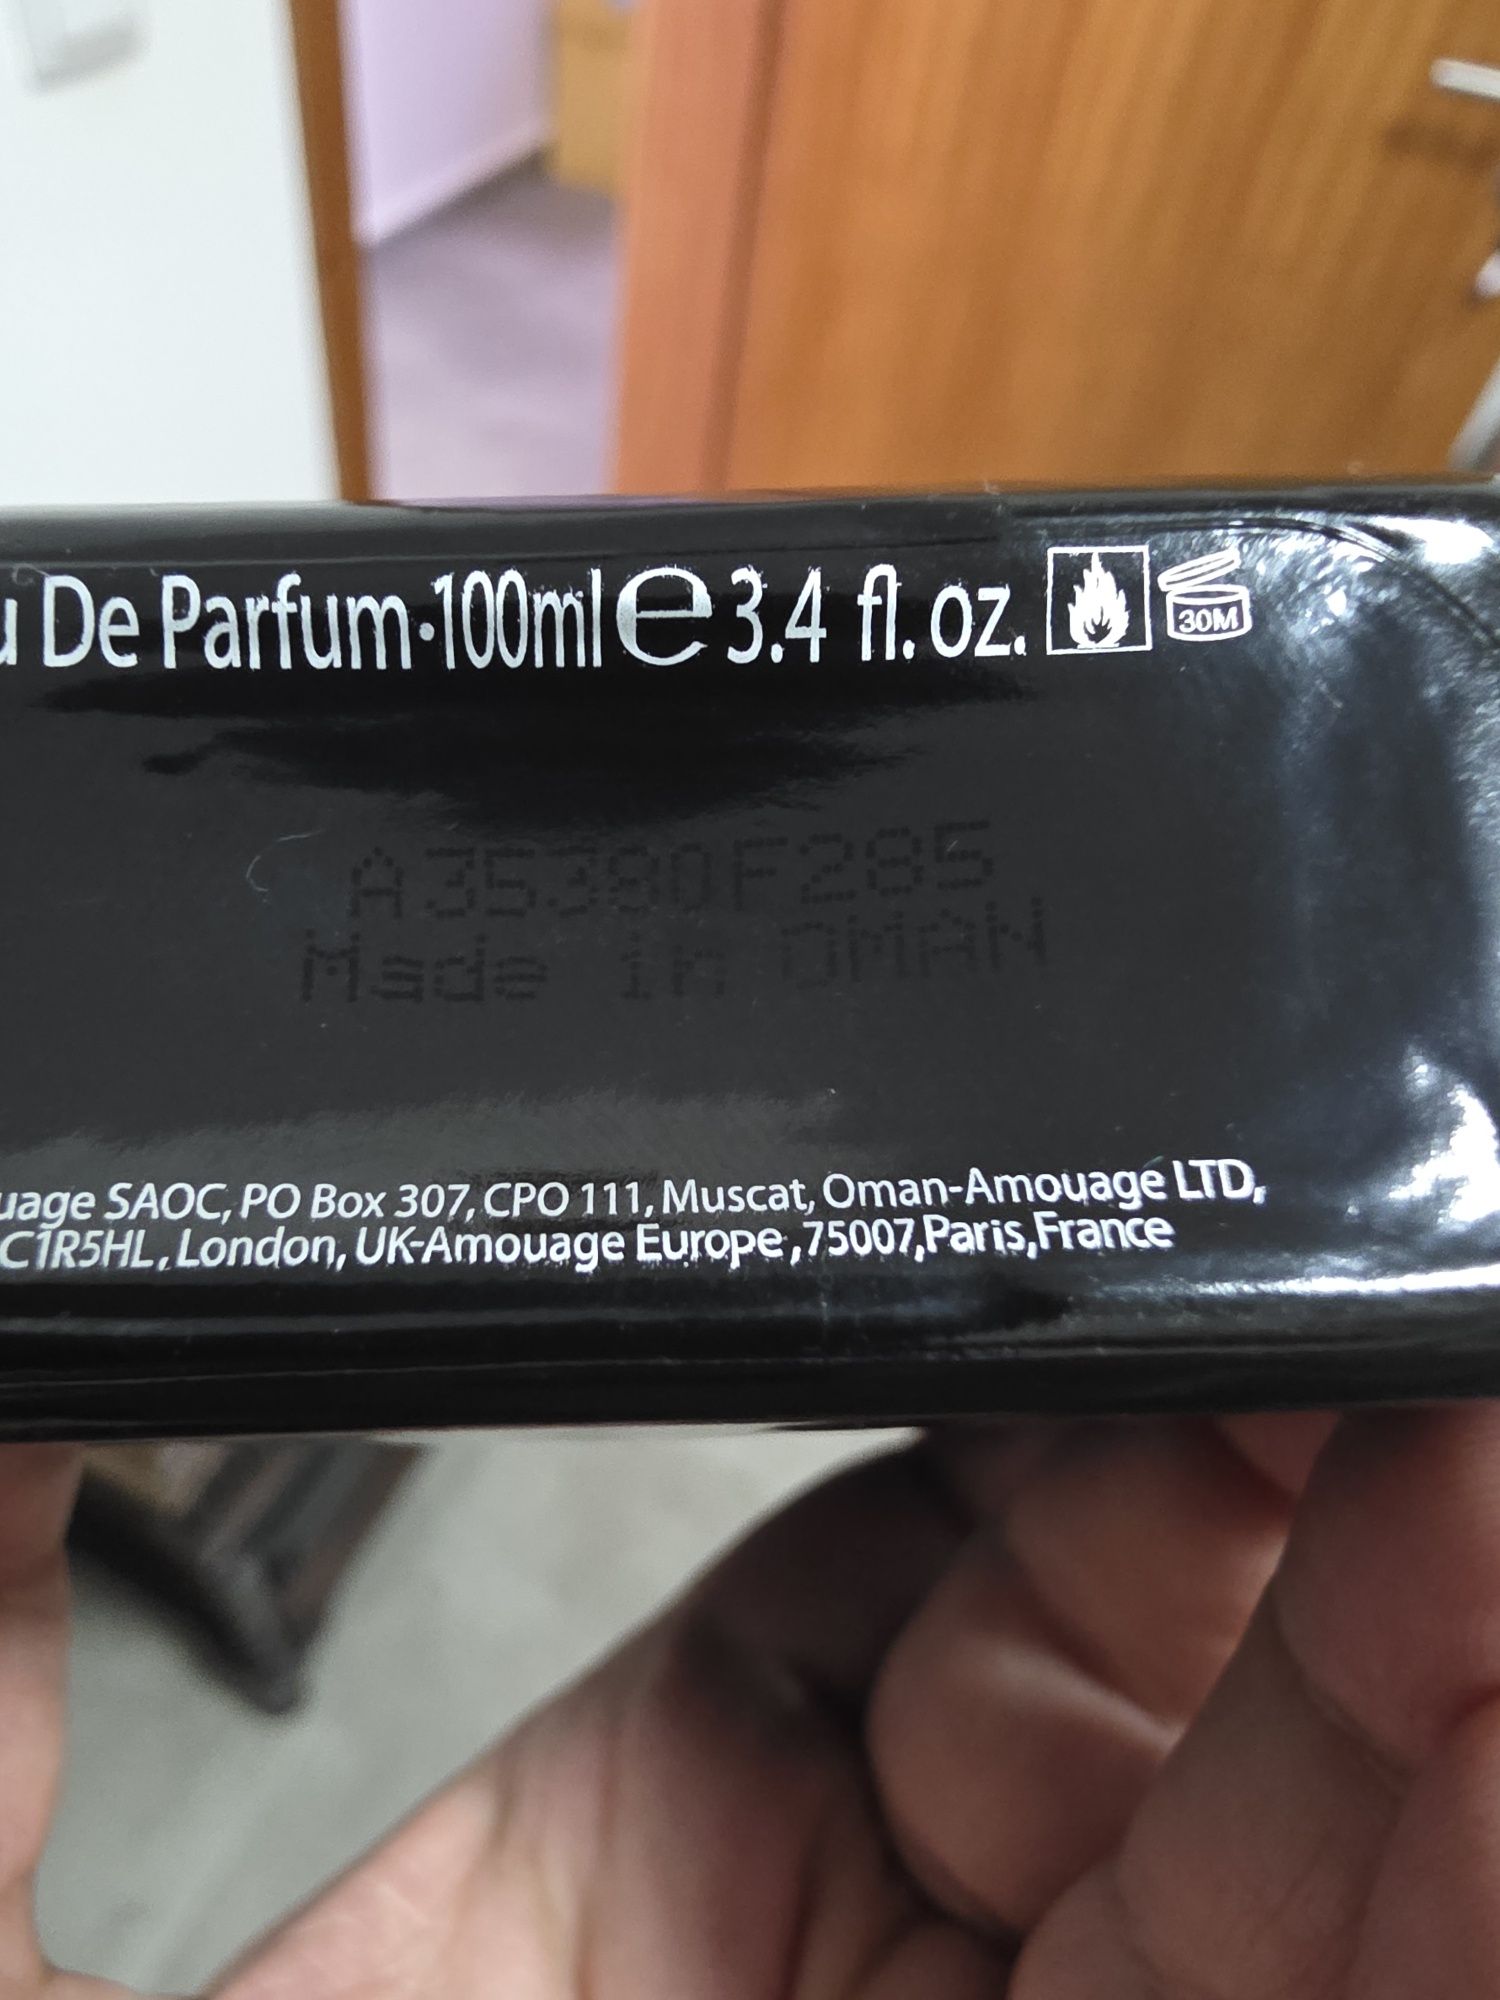 u De Parfum·100ml ℮ 3.4 fl. oz. 30M
A35380F285
Made in OMAN
uage SAOC, PO Box 307, CPO 111, Muscat, Oman-Amouage LTD,
C1R5HL, London, UK-Amouage Europe, 75007, Paris, France